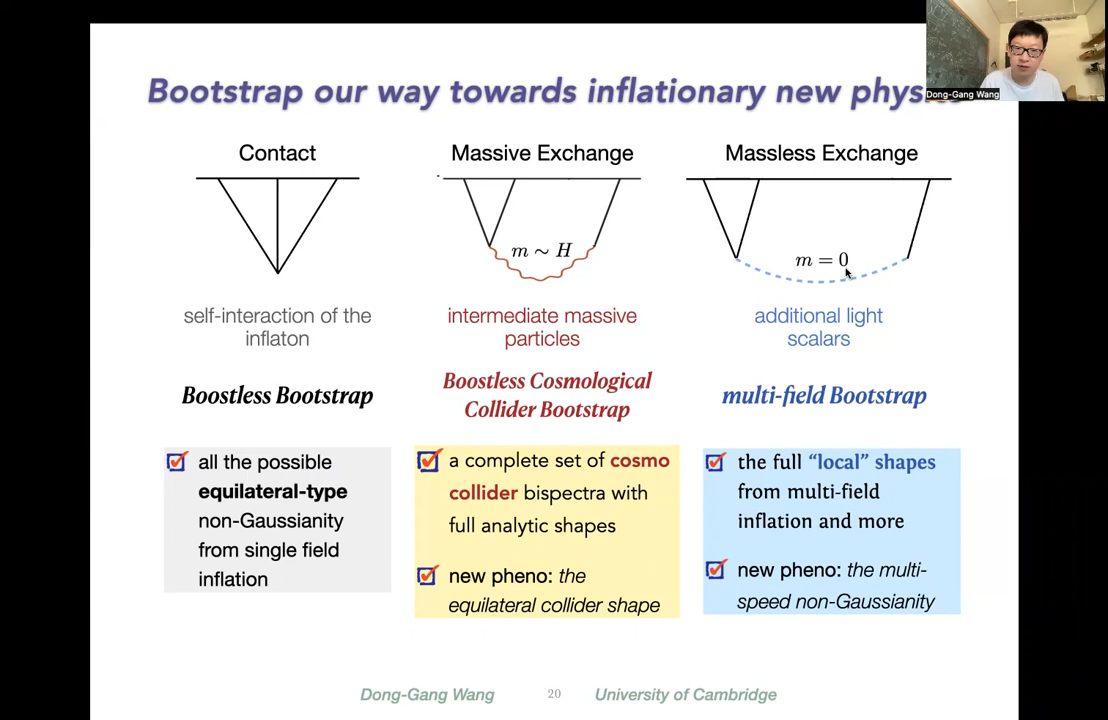 Bootstrap our way towards inflationary new physi
Dong-Gang Wang
Contact
Massive Exchange
Massless Exchange
m ∼ H
m = 0
self-interaction of the
inflaton
intermediate massive
particles
additional light
scalars
Boostless Bootstrap
Boostless Cosmological
Collider Bootstrap
multi-field Bootstrap
all the possible
equilateral-type
non-Gaussianity
from single field
inflation
a complete set of cosmo
collider bispectra with
full analytic shapes
new pheno: the
equilateral collider shape
the full “local” shapes
from multi-field
inflation and more
new pheno: the multi-
speed non-Gaussianity
Dong-Gang Wang 20 University of Cambridge